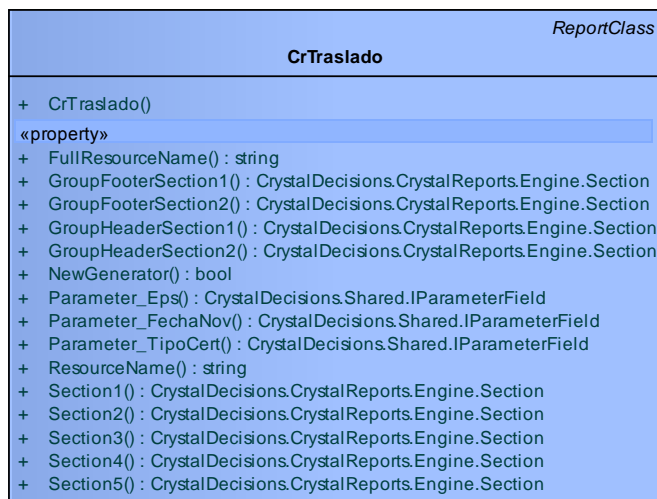 ReportClass
CrTraslado
+ CrTraslado()
«property»
+ FullResourceName() : string
+ GroupFooterSection1() : CrystalDecisions.CrystalReports.Engine.Section
+ GroupFooterSection2() : CrystalDecisions.CrystalReports.Engine.Section
+ GroupHeaderSection1() : CrystalDecisions.CrystalReports.Engine.Section
+ GroupHeaderSection2() : CrystalDecisions.CrystalReports.Engine.Section
+ NewGenerator() : bool
+ Parameter_Eps() : CrystalDecisions.Shared.IParameterField
+ Parameter_FechaNov() : CrystalDecisions.Shared.IParameterField
+ Parameter_TipoCert() : CrystalDecisions.Shared.IParameterField
+ ResourceName() : string
+ Section1() : CrystalDecisions.CrystalReports.Engine.Section
+ Section2() : CrystalDecisions.CrystalReports.Engine.Section
+ Section3() : CrystalDecisions.CrystalReports.Engine.Section
+ Section4() : CrystalDecisions.CrystalReports.Engine.Section
+ Section5() : CrystalDecisions.CrystalReports.Engine.Section